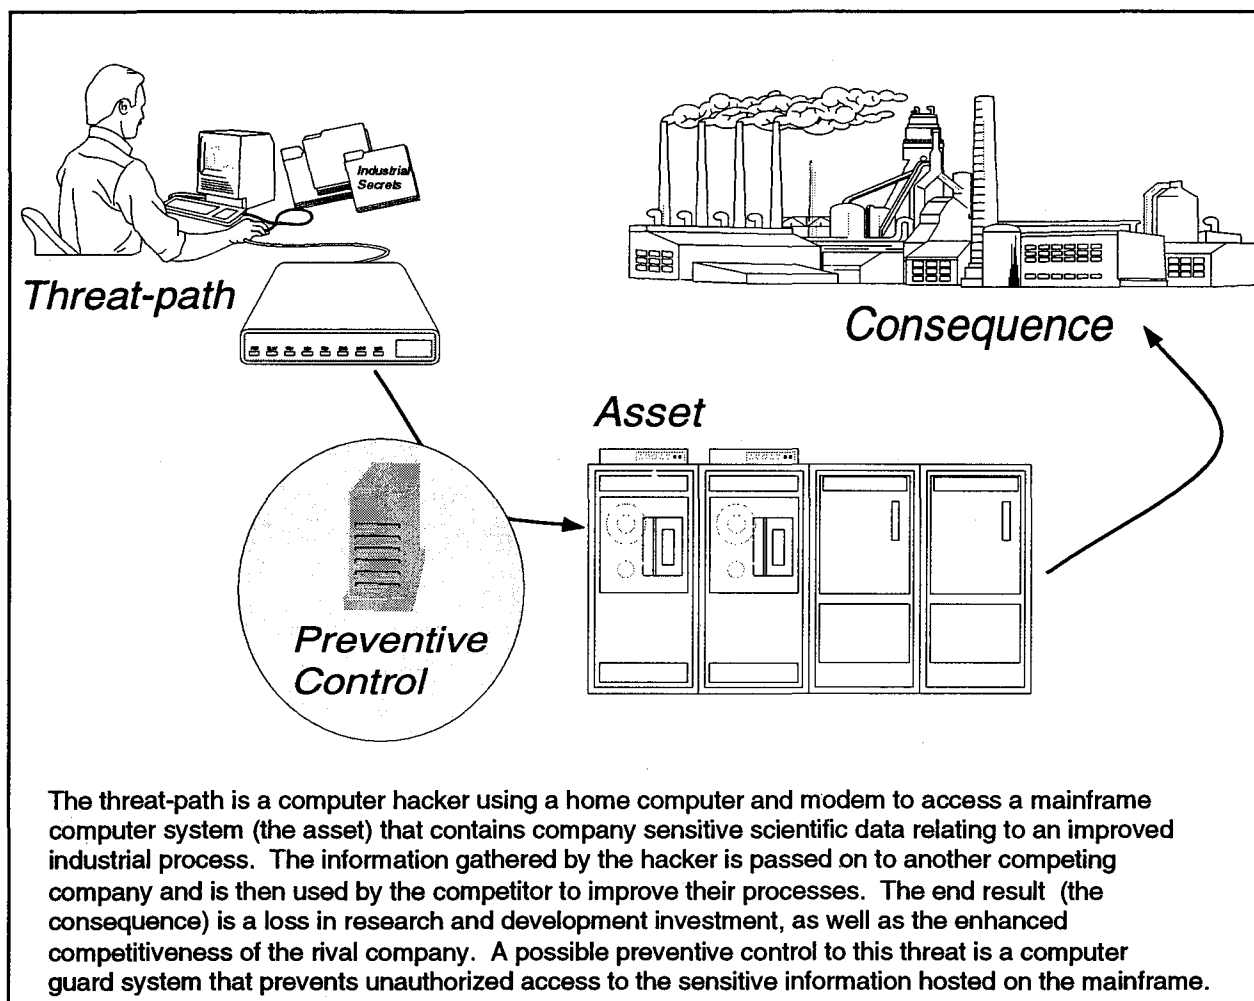 Industrial
Secrets
Threat-path
Consequence
Asset
Preventive
Control
The threat-path is a computer hacker using a home computer and modem to access a mainframe
computer system (the asset) that contains company sensitive scientific data relating to an improved
industrial process.  The information gathered by the hacker is passed on to another competing
company and is then used by the competitor to improve their processes.  The end result  (the
consequence) is a loss in research and development investment, as well as the enhanced
competitiveness of the rival company.  A possible preventive control to this threat is a computer
guard system that prevents unauthorized access to the sensitive information hosted on the mainframe.